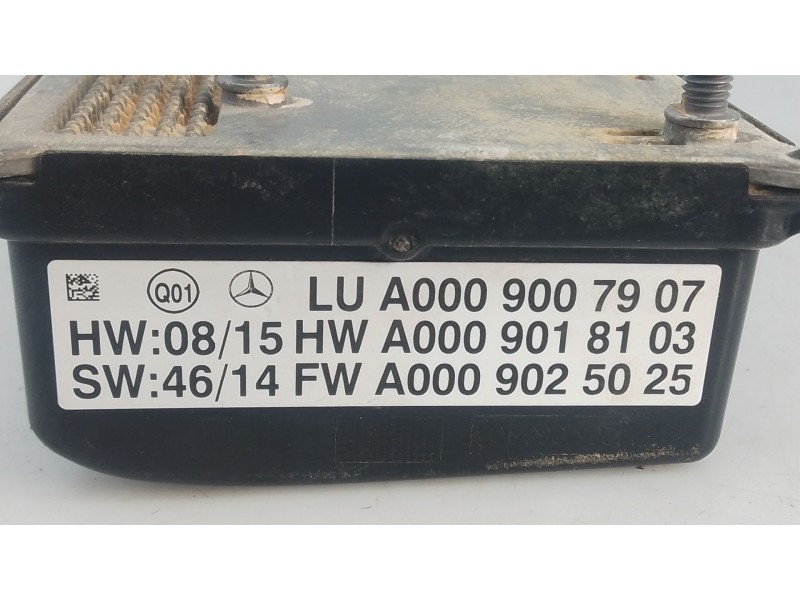 Q01 LU A000 900 79 07
HW:08/15 HW A000 901 81 03
SW:46/14 FW A000 902 50 25